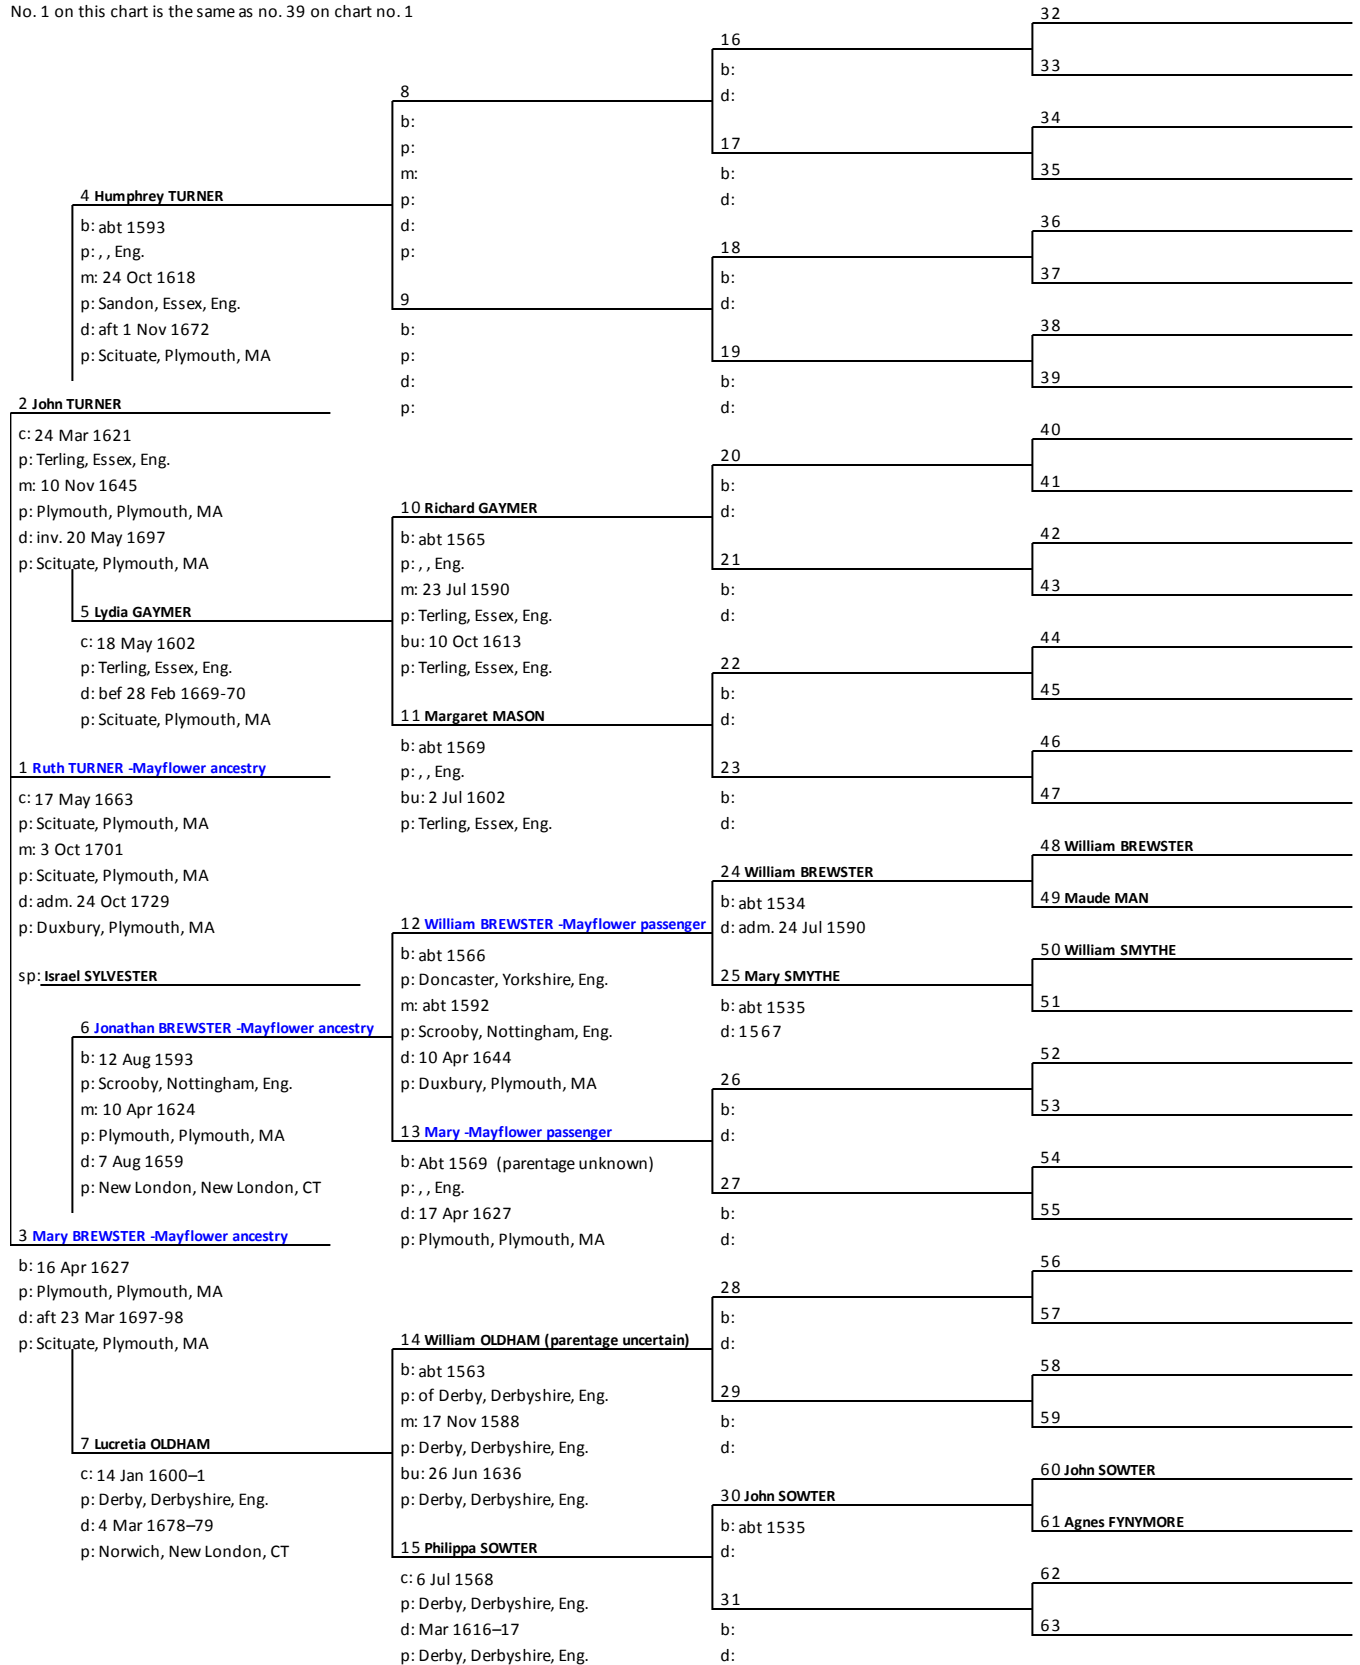 No. 1 on this chart is the same as no. 39 on chart no. 1
4 Humphrey TURNER
b: abt 1593
p: , , Eng.
m: 24 Oct 1618
p: Sandon, Essex, Eng.
d: aft 1 Nov 1672
p: Scituate, Plymouth, MA
2 John TURNER
c: 24 Mar 1621
p: Terling, Essex, Eng.
m: 10 Nov 1645
p: Plymouth, Plymouth, MA
d: inv. 20 May 1697
p: Scituate, Plymouth, MA
5 Lydia GAYMER
c: 18 May 1602
p: Terling, Essex, Eng.
d: bef 28 Feb 1669-70
p: Scituate, Plymouth, MA
1 Ruth TURNER -Mayflower ancestry
c: 17 May 1663
p: Scituate, Plymouth, MA
m: 3 Oct 1701
p: Scituate, Plymouth, MA
d: adm. 24 Oct 1729
p: Duxbury, Plymouth, MA
sp: Israel SYLVESTER
6 Jonathan BREWSTER -Mayflower ancestry
b: 12 Aug 1593
p: Scrooby, Nottingham, Eng.
m: 10 Apr 1624
p: Plymouth, Plymouth, MA
d: 7 Aug 1659
p: New London, New London, CT
3 Mary BREWSTER -Mayflower ancestry
b: 16 Apr 1627
p: Plymouth, Plymouth, MA
d: aft 23 Mar 1697-98
p: Scituate, Plymouth, MA
7 Lucretia OLDHAM
c: 14 Jan 1600–1
p: Derby, Derbyshire, Eng.
d: 4 Mar 1678–79
p: Norwich, New London, CT
8
b:
p:
m:
p:
d:
p:
9
b:
p:
d:
p:
10 Richard GAYMER
b: abt 1565
p: , , Eng.
m: 23 Jul 1590
p: Terling, Essex, Eng.
bu: 10 Oct 1613
p: Terling, Essex, Eng.
11 Margaret MASON
b: abt 1569
p: , , Eng.
bu: 2 Jul 1602
p: Terling, Essex, Eng.
12 William BREWSTER -Mayflower passenger
b: abt 1566
p: Doncaster, Yorkshire, Eng.
m: abt 1592
p: Scrooby, Nottingham, Eng.
d: 10 Apr 1644
p: Duxbury, Plymouth, MA
13 Mary -Mayflower passenger
b: Abt 1569 (parentage unknown)
p: , , Eng.
d: 17 Apr 1627
p: Plymouth, Plymouth, MA
14 William OLDHAM (parentage uncertain)
b: abt 1563
p: of Derby, Derbyshire, Eng.
m: 17 Nov 1588
p: Derby, Derbyshire, Eng.
bu: 26 Jun 1636
p: Derby, Derbyshire, Eng.
15 Philippa SOWTER
c: 6 Jul 1568
p: Derby, Derbyshire, Eng.
d: Mar 1616–17
p: Derby, Derbyshire, Eng.
16
b:
d:
17
b:
d:
18
b:
d:
19
b:
d:
20
b:
d:
21
b:
d:
22
b:
d:
23
b:
d:
24 William BREWSTER
b: abt 1534
d: adm. 24 Jul 1590
25 Mary SMYTHE
b: abt 1535
d: 1567
26
b:
d:
27
b:
d:
28
b:
d:
29
b:
d:
30 John SOWTER
b: abt 1535
d:
31
b:
d:
32
33
34
35
36
37
38
39
40
41
42
43
44
45
46
47
48 William BREWSTER
49 Maude MAN
50 William SMYTHE
51
52
53
54
55
56
57
58
59
60 John SOWTER
61 Agnes FYNYMORE
62
63